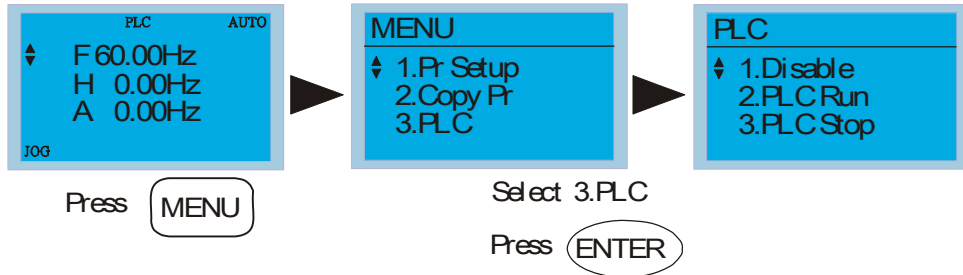 PLC AUTO
F 60.00Hz
H 0.00Hz
A 0.00Hz
JOG
Press MENU
MENU
1.Pr Setup
2.Copy Pr
3.PLC
Select 3.PLC
Press ENTER
PLC
1.Disable
2.PLC Run
3.PLC Stop